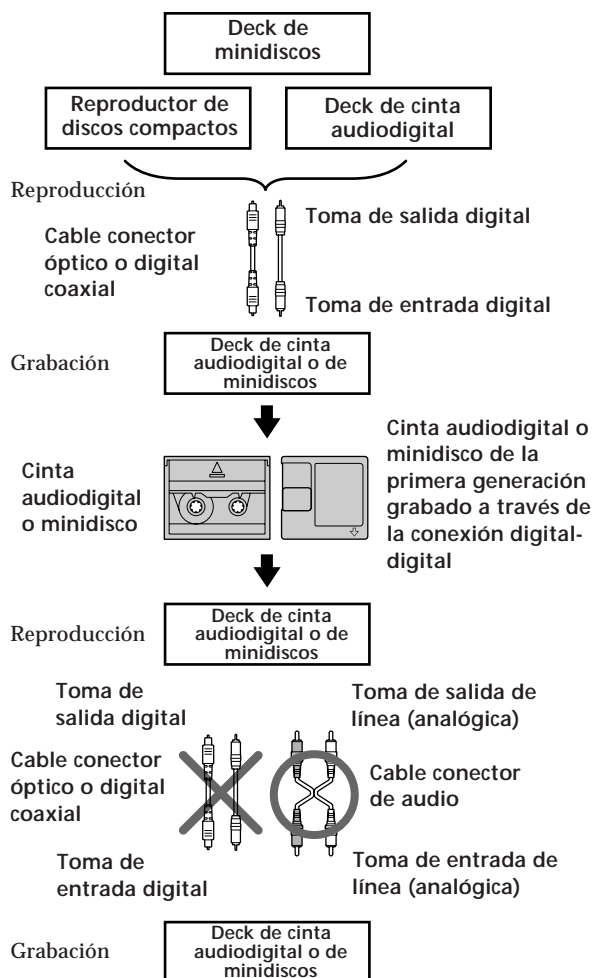 Deck de
minidiscos
Reproductor de
discos compactos
Deck de cinta
audiodigital
Reproducción
Cable conector
óptico o digital
coaxial
Toma de salida digital
Toma de entrada digital
Grabación
Deck de cinta
audiodigital o de
minidiscos
Cinta
audiodigital
o minidisco
Cinta audiodigital o
minidisco de la
primera generación
grabado a través de
la conexión digital-
digital
Reproducción
Deck de cinta
audiodigital o de
minidiscos
Toma de
salida digital
Toma de salida de
línea (analógica)
Cable conector
óptico o digital
coaxial
Cable conector
de audio
Toma de
entrada digital
Toma de entrada de
línea (analógica)
Grabación
Deck de cinta
audiodigital o de
minidiscos